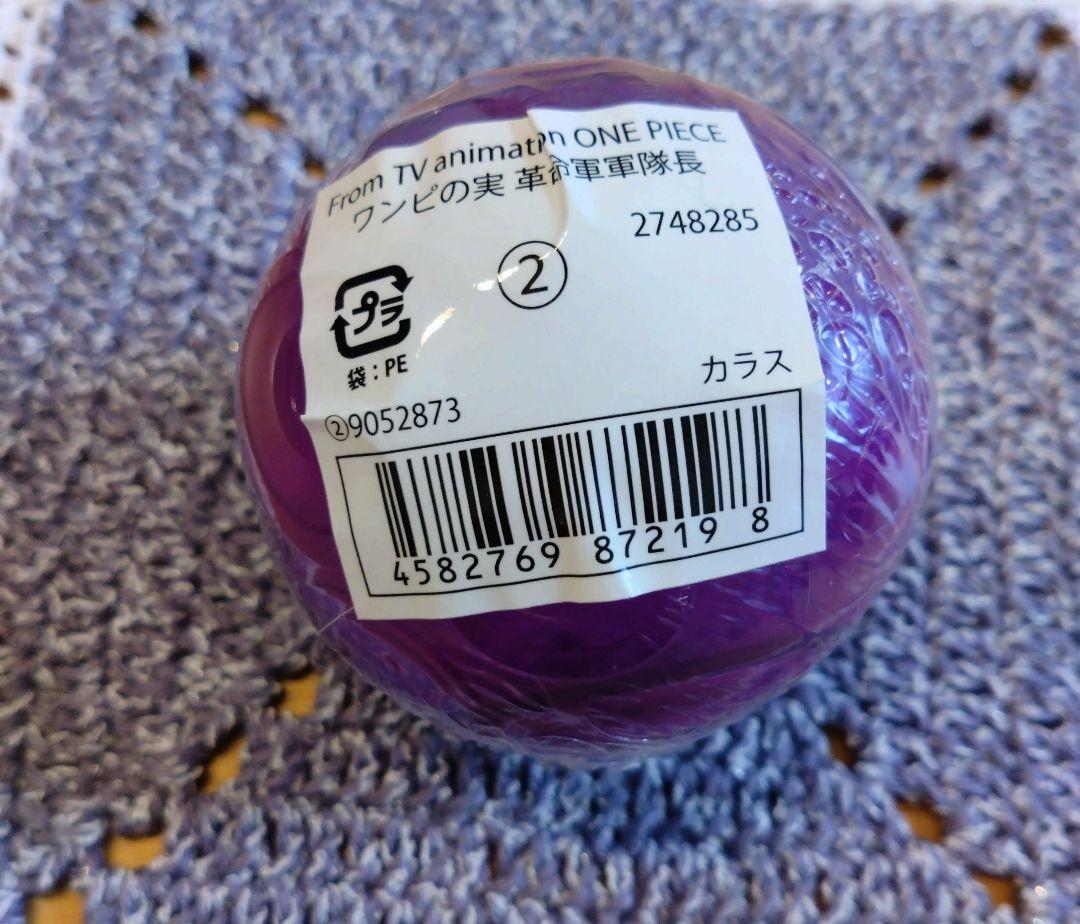 From TV animation ONE PIECE
ワンピの実 革命軍軍隊長
2748285
②
プラ
袋:PE
カラス
②9052873
4582769 87219 8